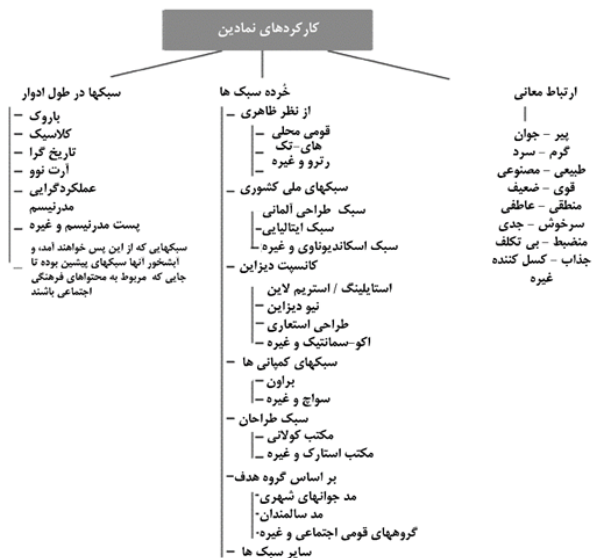 کارکردهای نمادین
ارتباط معانی
پیر – جوان
گرم – سرد
طبیعی – مصنوعی
قوی – ضعیف
منطقی – عاطفی
سرخوش – جدی
منضبط – بی تکلف
جذاب – کسل کننده
غیره
خُرده سبک ها
از نظر ظاهری
قومی محلی
های-تک
رترو و غیره
سبکهای ملی کشوری
سبک طراحی آلمانی
سبک ایتالیایی
سبک اسکاندیوناوی و غیره
کانسپت دیزاین
استایلینگ / استریم لاین
نیو دیزاین
طراحی استعاری
اکو-سمانتیک و غیره
سبکهای کمپانی ها
براون
سواچ و غیره
سبک طراحان
مکتب کولانی
مکتب استارک و غیره
بر اساس گروه هدف
مد جوانهای شهری
مد سالمندان
گروههای قومی اجتماعی و غیره
سایر سبک ها
سبکها در طول ادوار
باروک
کلاسیک
تاریخ گرا
آرت نوو
عملکردگرایی
مدرنیسم
پست مدرنیسم و غیره
سبکهایی که از این پس خواهند آمد، و
آبشخور آنها سبکهای پیشین بوده تا
جایی که مربوط به محتواهای فرهنگی
اجتماعی باشند